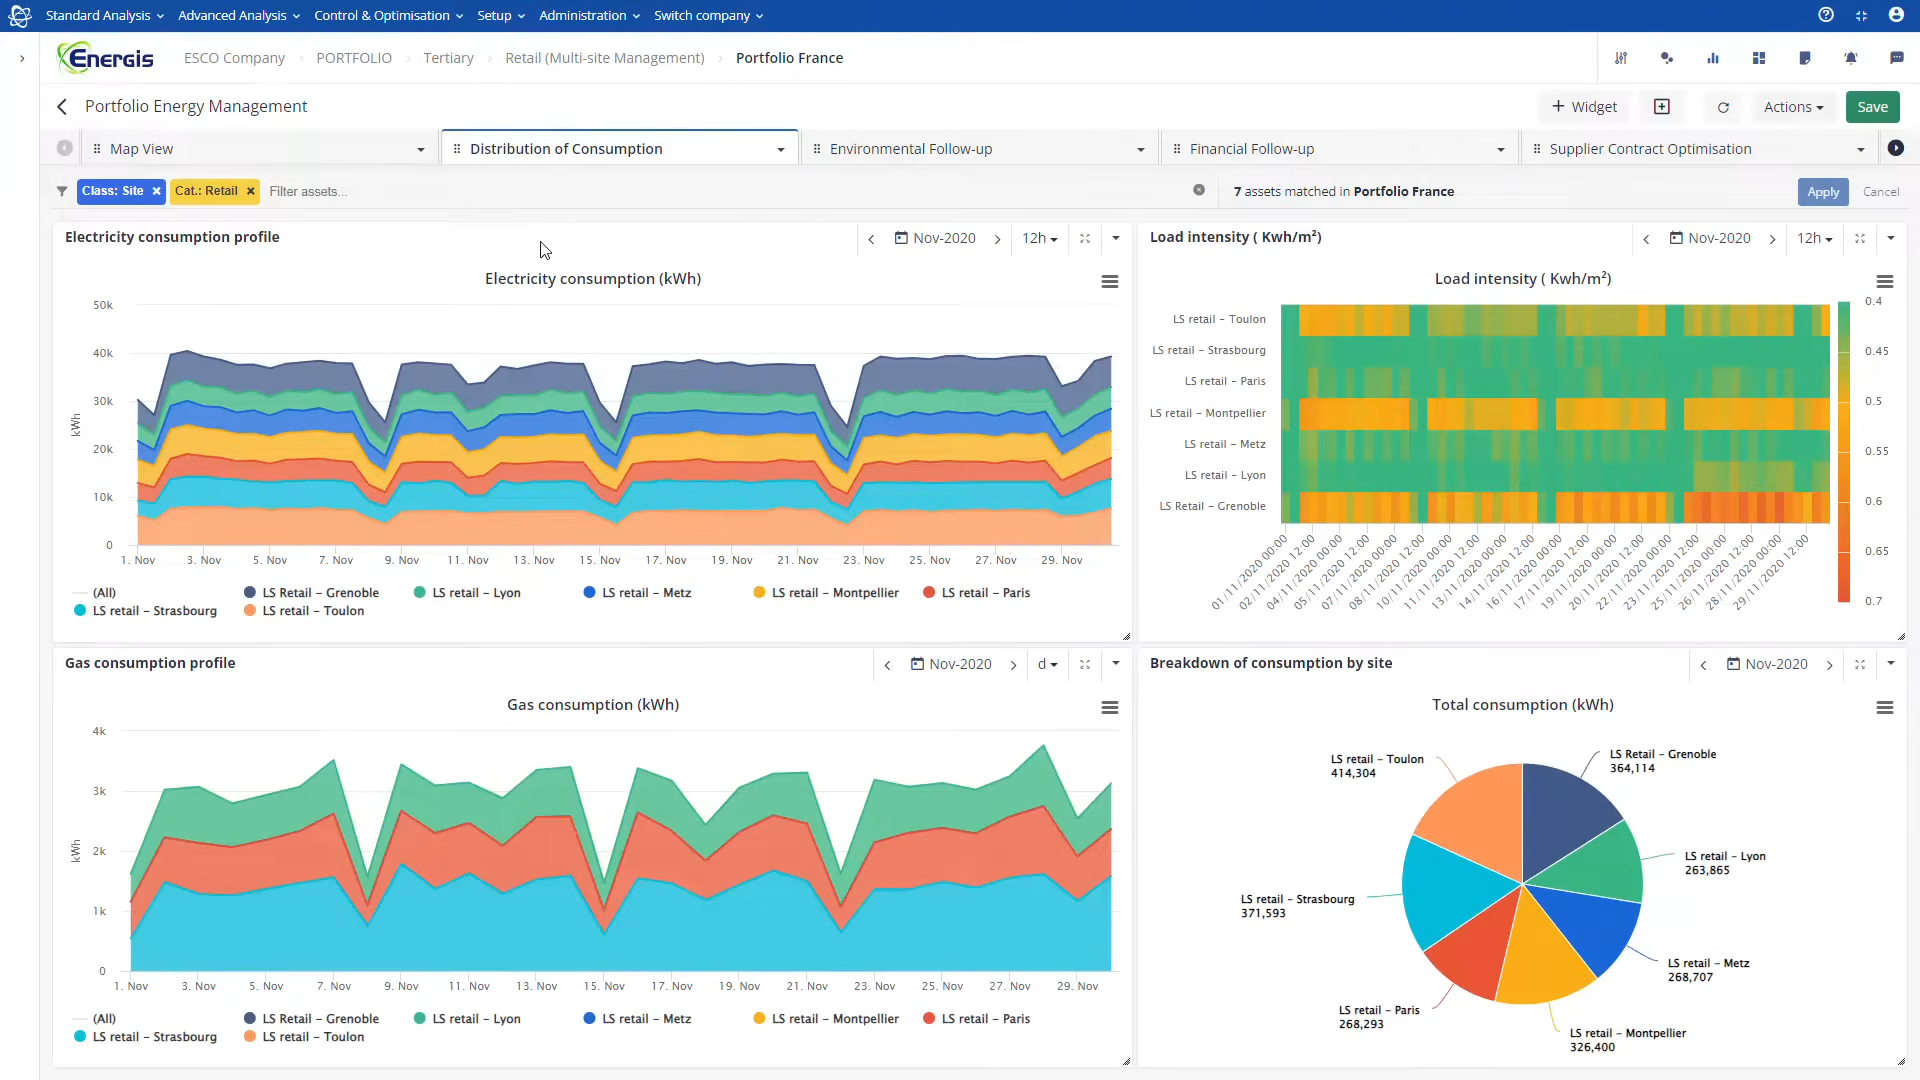 Standard Analysis Advanced Analysis Control & Optimisation Setup Administration Switch company
Energis ESCO Company PORTFOLIO Tertiary Retail (Multi-site Management) Portfolio France
Portfolio Energy Management + Widget Actions Save
Map View Distribution of Consumption Environmental Follow-up Financial Follow-up Supplier Contract Optimisation
Class: Site × Cat.: Retail × Filter assets... 7 assets matched in Portfolio France Apply Cancel
Electricity consumption profile Nov-2020 12h
Electricity consumption (kWh)
50k
40k
30k
20k
10k
0
kWh
1. Nov 3. Nov 5. Nov 7. Nov 9. Nov 11. Nov 13. Nov 15. Nov 17. Nov 19. Nov 21. Nov 23. Nov 25. Nov 27. Nov 29. Nov
(All) LS Retail – Grenoble LS retail – Lyon LS retail – Metz LS retail – Montpellier LS retail – Paris
LS retail – Strasbourg LS retail – Toulon
Load intensity ( Kwh/m²) Nov-2020 12h
Load intensity ( Kwh/m²)
LS retail – Toulon
LS retail – Strasbourg
LS retail – Paris
LS retail – Montpellier
LS retail – Metz
LS retail – Lyon
LS Retail – Grenoble
0.4
0.45
0.5
0.55
0.6
0.65
0.7
01/11/2020 00:00
02/11/2020 12:00
04/11/2020 00:00
05/11/2020 12:00
07/11/2020 00:00
08/11/2020 12:00
10/11/2020 00:00
11/11/2020 12:00
13/11/2020 00:00
14/11/2020 12:00
16/11/2020 00:00
17/11/2020 12:00
19/11/2020 00:00
20/11/2020 12:00
22/11/2020 00:00
23/11/2020 12:00
25/11/2020 00:00
26/11/2020 12:00
28/11/2020 00:00
29/11/2020 12:00
Gas consumption profile Nov-2020 d
Gas consumption (kWh)
4k
3k
2k
1k
0
kWh
1. Nov 3. Nov 5. Nov 7. Nov 9. Nov 11. Nov 13. Nov 15. Nov 17. Nov 19. Nov 21. Nov 23. Nov 25. Nov 27. Nov 29. Nov
(All) LS Retail – Grenoble LS retail – Lyon LS retail – Metz LS retail – Montpellier LS retail – Paris
LS retail – Strasbourg LS retail – Toulon
Breakdown of consumption by site Nov-2020
Total consumption (kWh)
LS Retail – Grenoble
364,114
LS retail – Lyon
263,865
LS retail – Metz
268,707
LS retail – Montpellier
326,400
LS retail – Paris
268,293
LS retail – Strasbourg
371,593
LS retail – Toulon
414,304